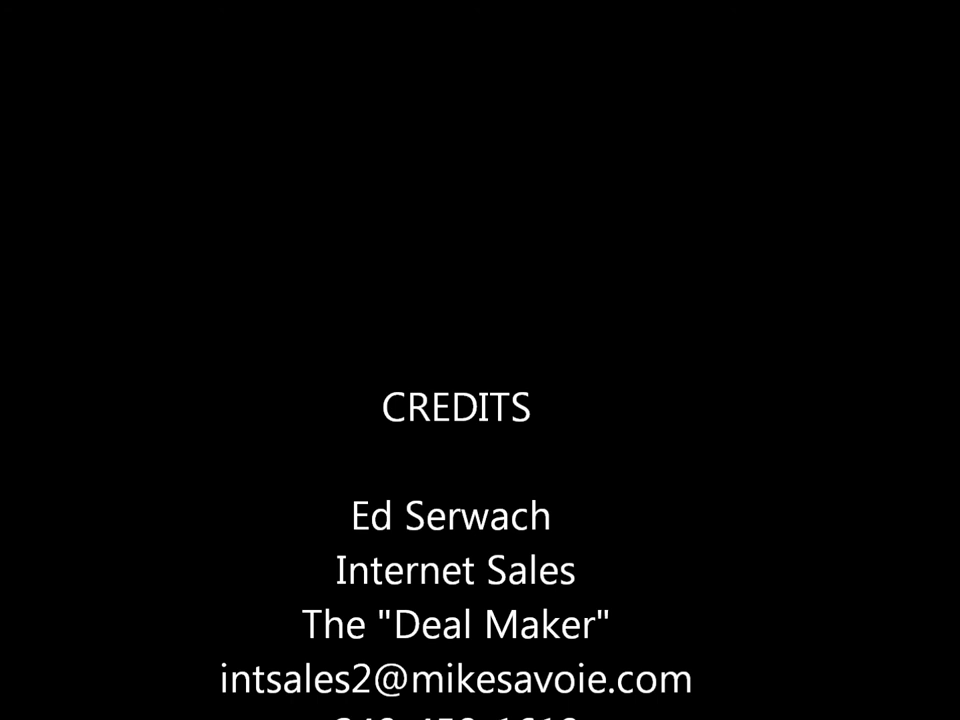 CREDITS
Ed Serwach
Internet Sales
The "Deal Maker"
intsales2@mikesavoie.com